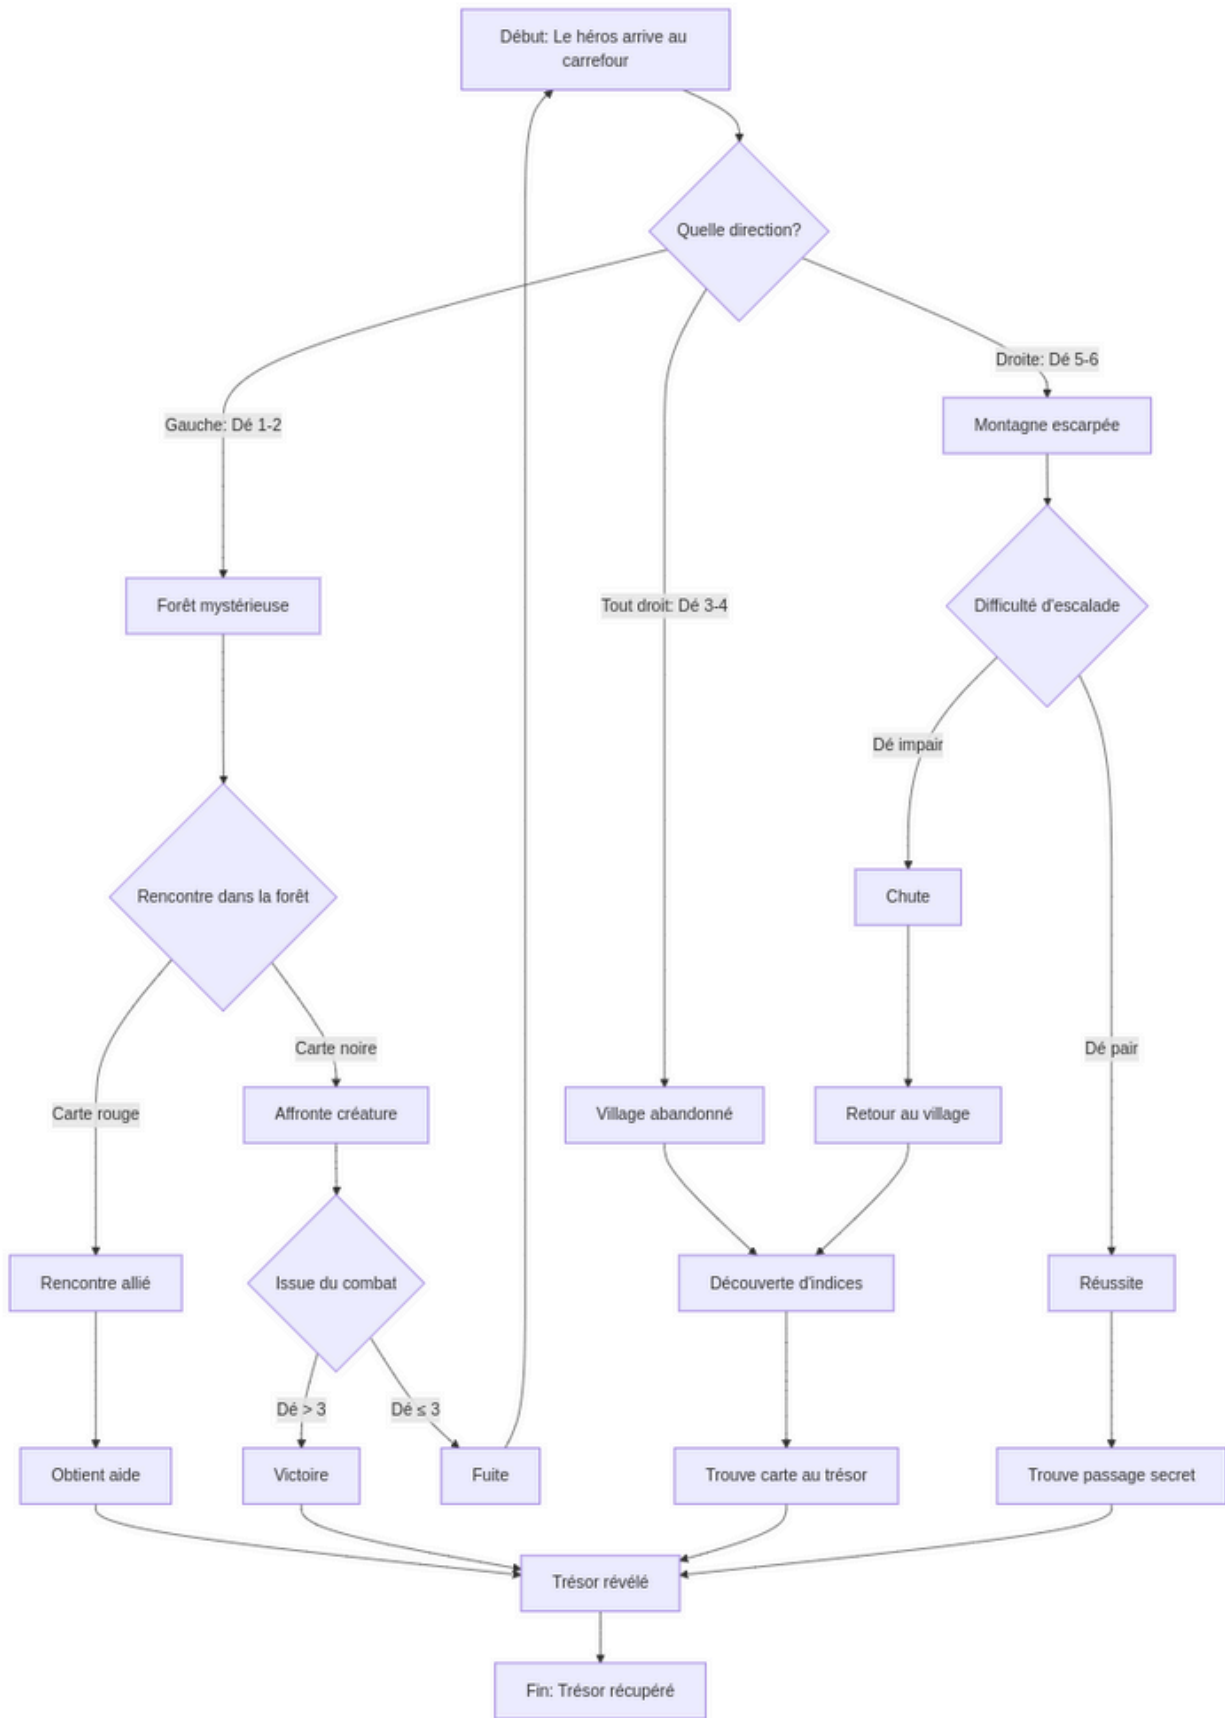 Début: Le héros arrive au
carrefour
Quelle direction?
Droite: Dé 5-6
Gauche: Dé 1-2
Montagne escarpée
Forêt mystérieuse
Tout droit: Dé 3-4
Difficulté d'escalade
Dé impair
Rencontre dans la forêt
Chute
Carte noire
Dé pair
Carte rouge
Affronte créature
Village abandonné
Retour au village
Rencontre allié
Issue du combat
Découverte d'indices
Réussite
Dé > 3
Dé ≤ 3
Obtient aide
Victoire
Fuite
Trouve carte au trésor
Trouve passage secret
Trésor révélé
Fin: Trésor récupéré